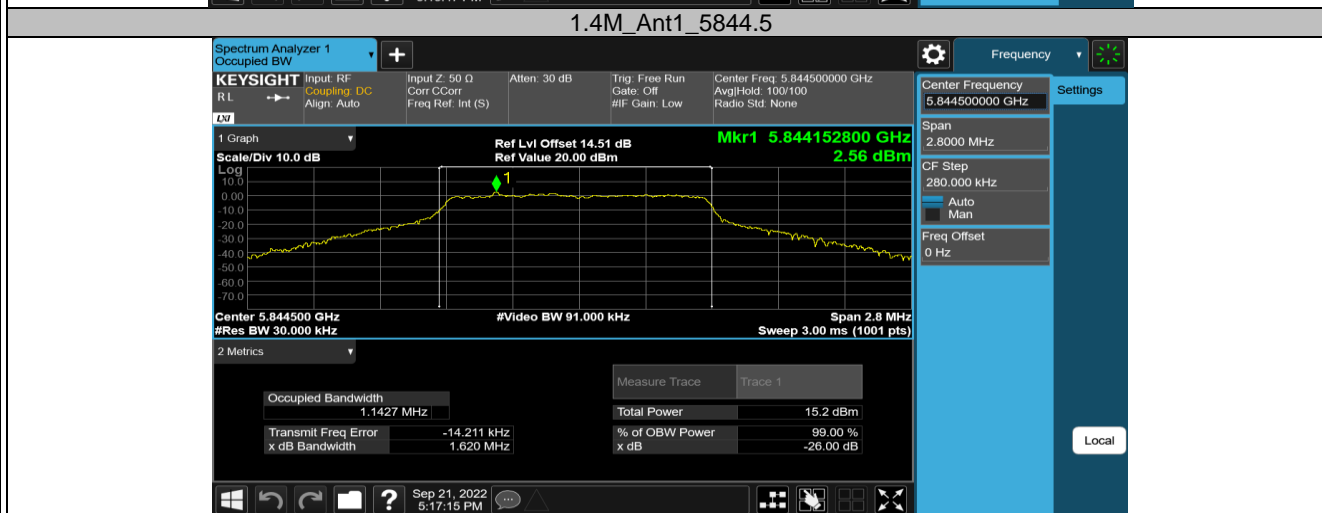 1.4M_Ant1_5844.5
Spectrum Analyzer 1
Occupied BW
+
Frequency
KEYSIGHT
R L
LXI
Input: RF
Coupling: DC
Align: Auto
Input Z: 50 Ω
Corr CCorr
Freq Ref: Int (S)
Atten: 30 dB
Trig: Free Run
Gate: Off
#IF Gain: Low
Center Freq: 5.844500000 GHz
Avg|Hold: 100/100
Radio Std: None
Center Frequency
5.844500000 GHz
Settings
Span
2.8000 MHz
CF Step
280.000 kHz
Auto
Man
Freq Offset
0 Hz
1 Graph
Scale/Div 10.0 dB
Ref Lvl Offset 14.51 dB
Ref Value 20.00 dBm
Mkr1 5.844152800 GHz
2.56 dBm
Log
10.0
0.00
-10.0
-20.0
-30.0
-40.0
-50.0
-60.0
-70.0
1
Center 5.844500 GHz
#Video BW 91.000 kHz
Span 2.8 MHz
#Res BW 30.000 kHz
Sweep 3.00 ms (1001 pts)
2 Metrics
Measure Trace
Trace 1
Occupied Bandwidth
1.1427 MHz
Total Power
15.2 dBm
Transmit Freq Error
-14.211 kHz
% of OBW Power
99.00 %
x dB Bandwidth
1.620 MHz
x dB
-26.00 dB
Local
?
Sep 21, 2022
5:17:15 PM